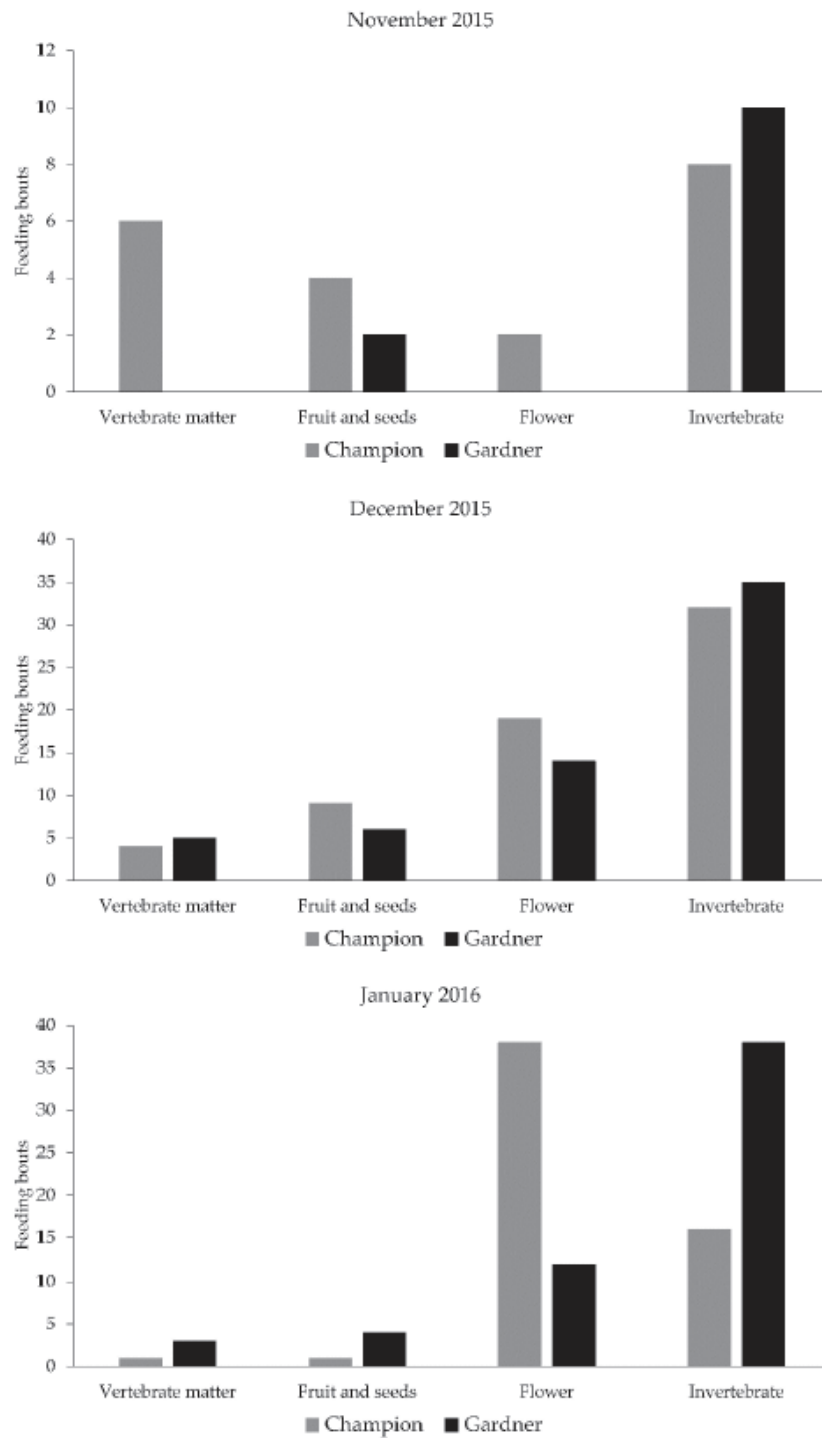 November 2015
12
10
8
6
4
2
0
Feeding bouts
Vertebrate matter Fruit and seeds Flower Invertebrate
Champion Gardner
December 2015
40
35
30
25
20
15
10
5
0
Feeding bouts
Vertebrate matter Fruit and seeds Flower Invertebrate
Champion Gardner
January 2016
40
35
30
25
20
15
10
5
0
Feeding bouts
Vertebrate matter Fruit and seeds Flower Invertebrate
Champion Gardner